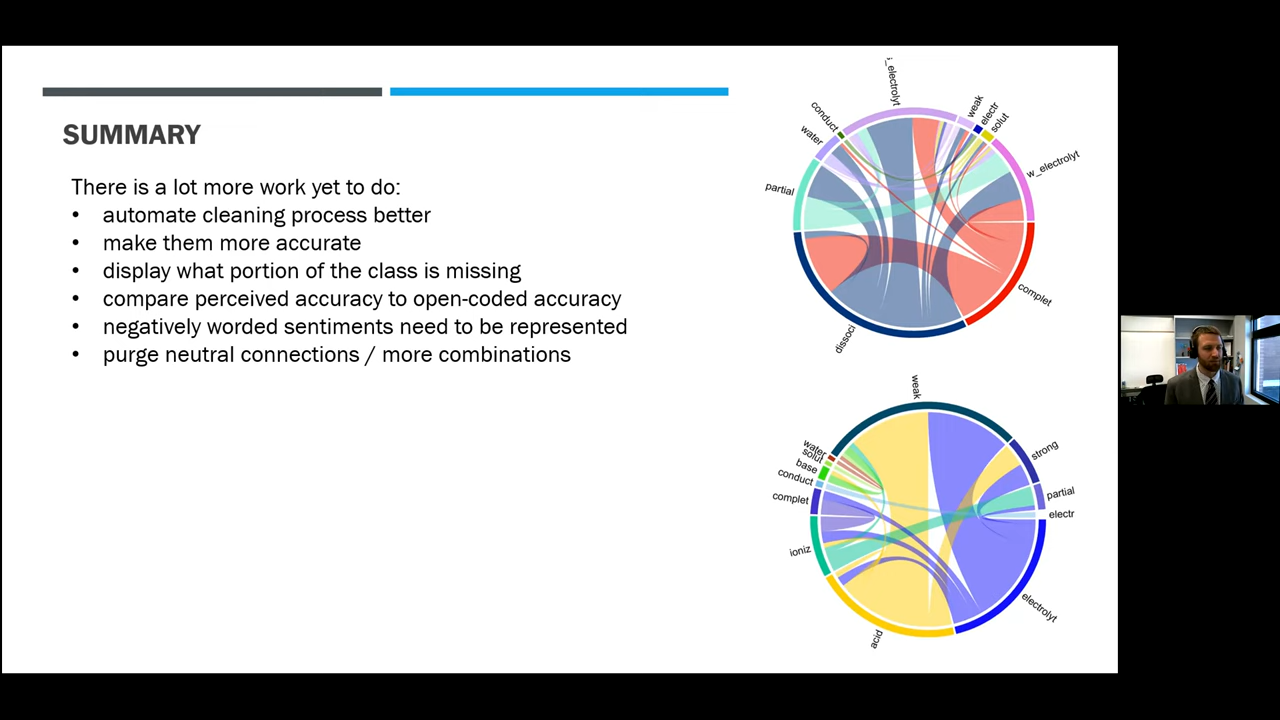 SUMMARY
There is a lot more work yet to do:
• automate cleaning process better
• make them more accurate
• display what portion of the class is missing
• compare perceived accuracy to open-coded accuracy
• negatively worded sentiments need to be represented
• purge neutral connections / more combinations
_electrolyt
weak
electr
solut
w_electrolyt
complet
dissoci
partial
water
conduct
weak
strong
partial
electr
electrolyt
acid
ioniz
complet
conduct
base
solut
water